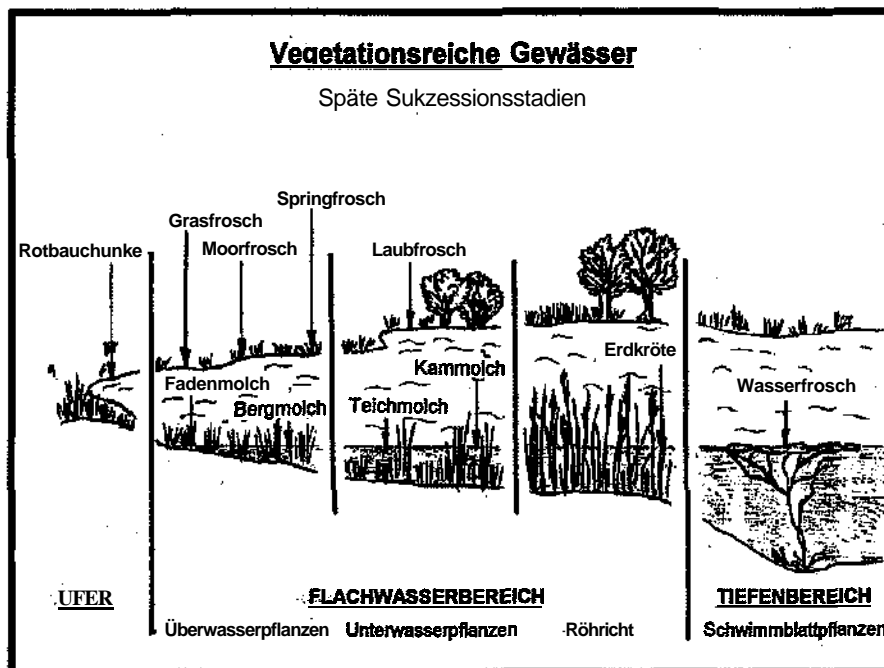 Vegetationsreiche Gewässer
Späte Sukzessionsstadien
Springfrosch
Grasfrosch
Rotbauchunke
Moorfrosch
Laubfrosch
Erdkröte
Kammolch
Fadenmolch
Wasserfrosch
Bergmolch
Teichmolch
UFER
FLACHWASSERBEREICH
TIEFENBEREICH
Überwasserpflanzen
Unterwasserpflanzen
Röhricht
Schwimmblattpflanzen